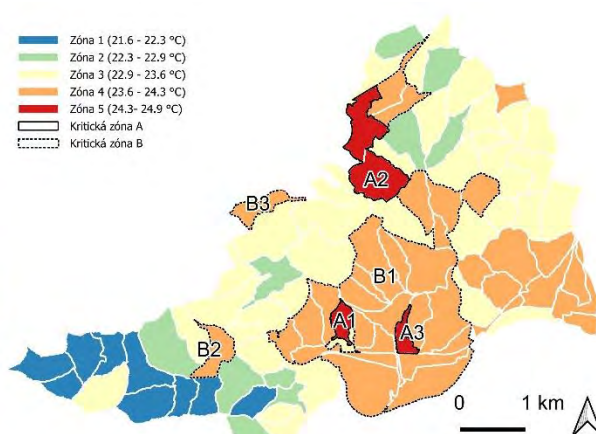 Zóna 1 (21.6 - 22.3 °C)
Zóna 2 (22.3 - 22.9 °C)
Zóna 3 (22.9 - 23.6 °C)
Zóna 4 (23.6 - 24.3 °C)
Zóna 5 (24.3- 24.9 °C)
Kritická zóna A
Kritická zóna B
A2
B3
B1
A1
A3
B2
0 1 km